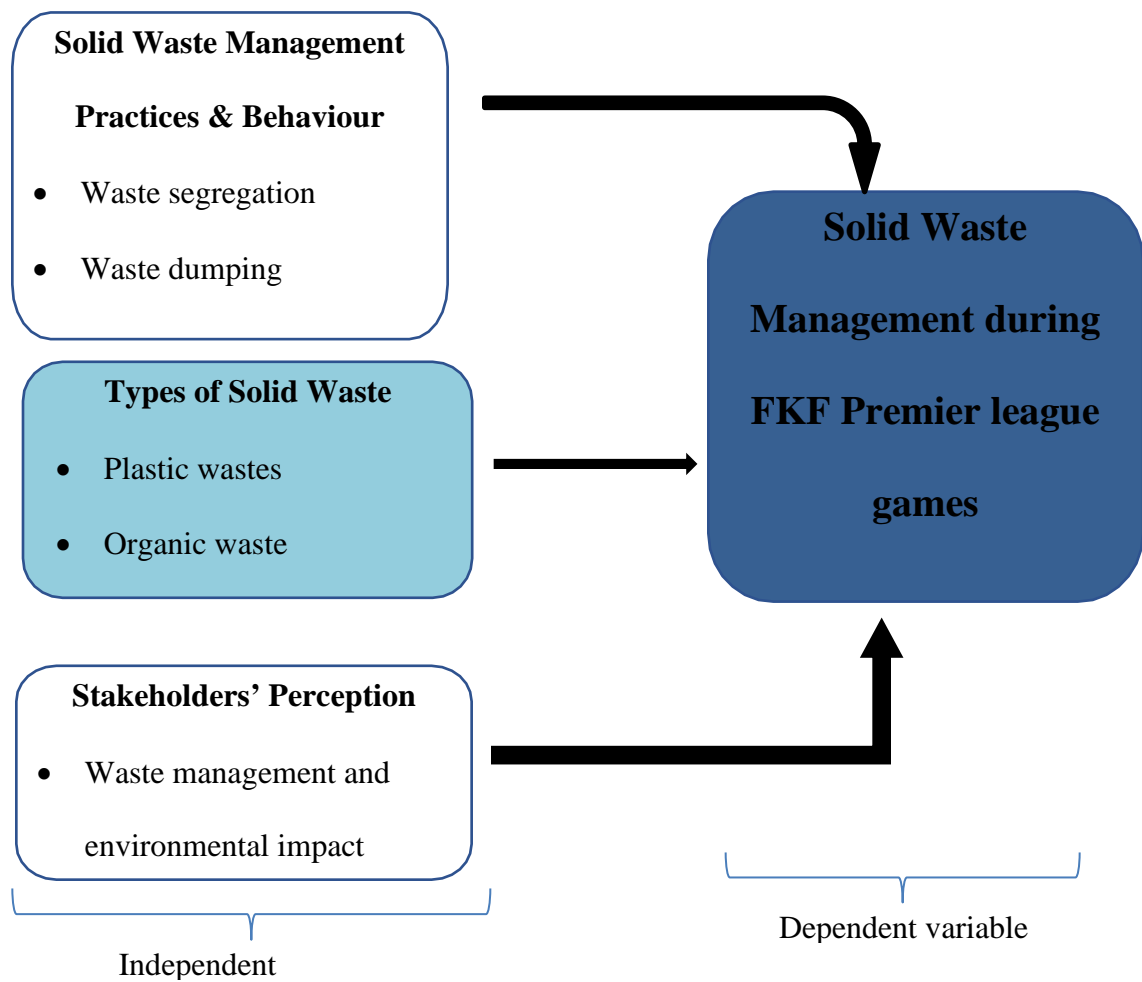 Solid Waste Management
Practices & Behaviour
• Waste segregation
• Waste dumping
Types of Solid Waste
• Plastic wastes
• Organic waste
Stakeholders’ Perception
• Waste management and
environmental impact
Solid Waste
Management during
FKF Premier league
games
Independent
Dependent variable